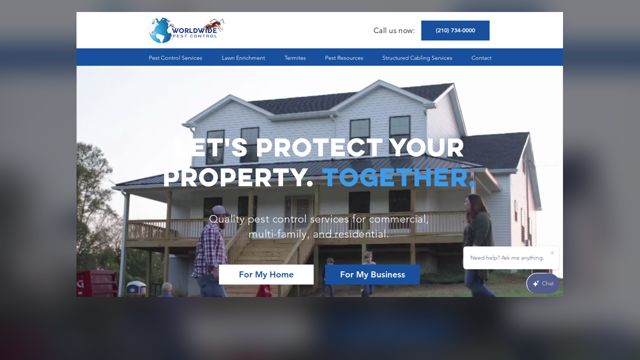 WORLDWIDE
PEST CONTROL
Call us now:
(210) 734-0000
Pest Control Services
Lawn Enrichment
Termites
Pest Resources
Structured Cabling Services
Contact
LET'S PROTECT YOUR
PROPERTY. TOGETHER.
Quality pest control services for commercial,
multi-family, and residential.
For My Home
For My Business
Need help? Ask me anything.
Chat